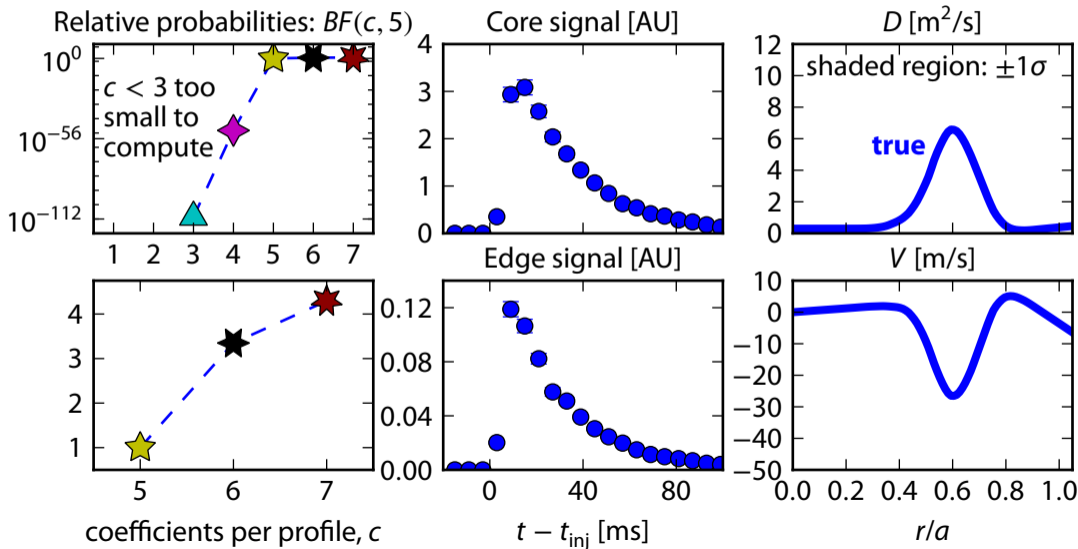 Relative probabilities: BF(c, 5)
10^0
10^-56
10^-112
c < 3 too
small to
compute
1 2 3 4 5 6 7
4
3
2
1
5 6 7
coefficients per profile, c
Core signal [AU]
4
3
2
1
0
Edge signal [AU]
0.12
0.08
0.04
0.00
0 40 80
t − t_inj [ms]
D [m²/s]
12
10
8
6
4
2
0
shaded region: ±1σ
true
V [m/s]
10
0
−10
−20
−30
−40
−50
0.0 0.2 0.4 0.6 0.8 1.0
r/a